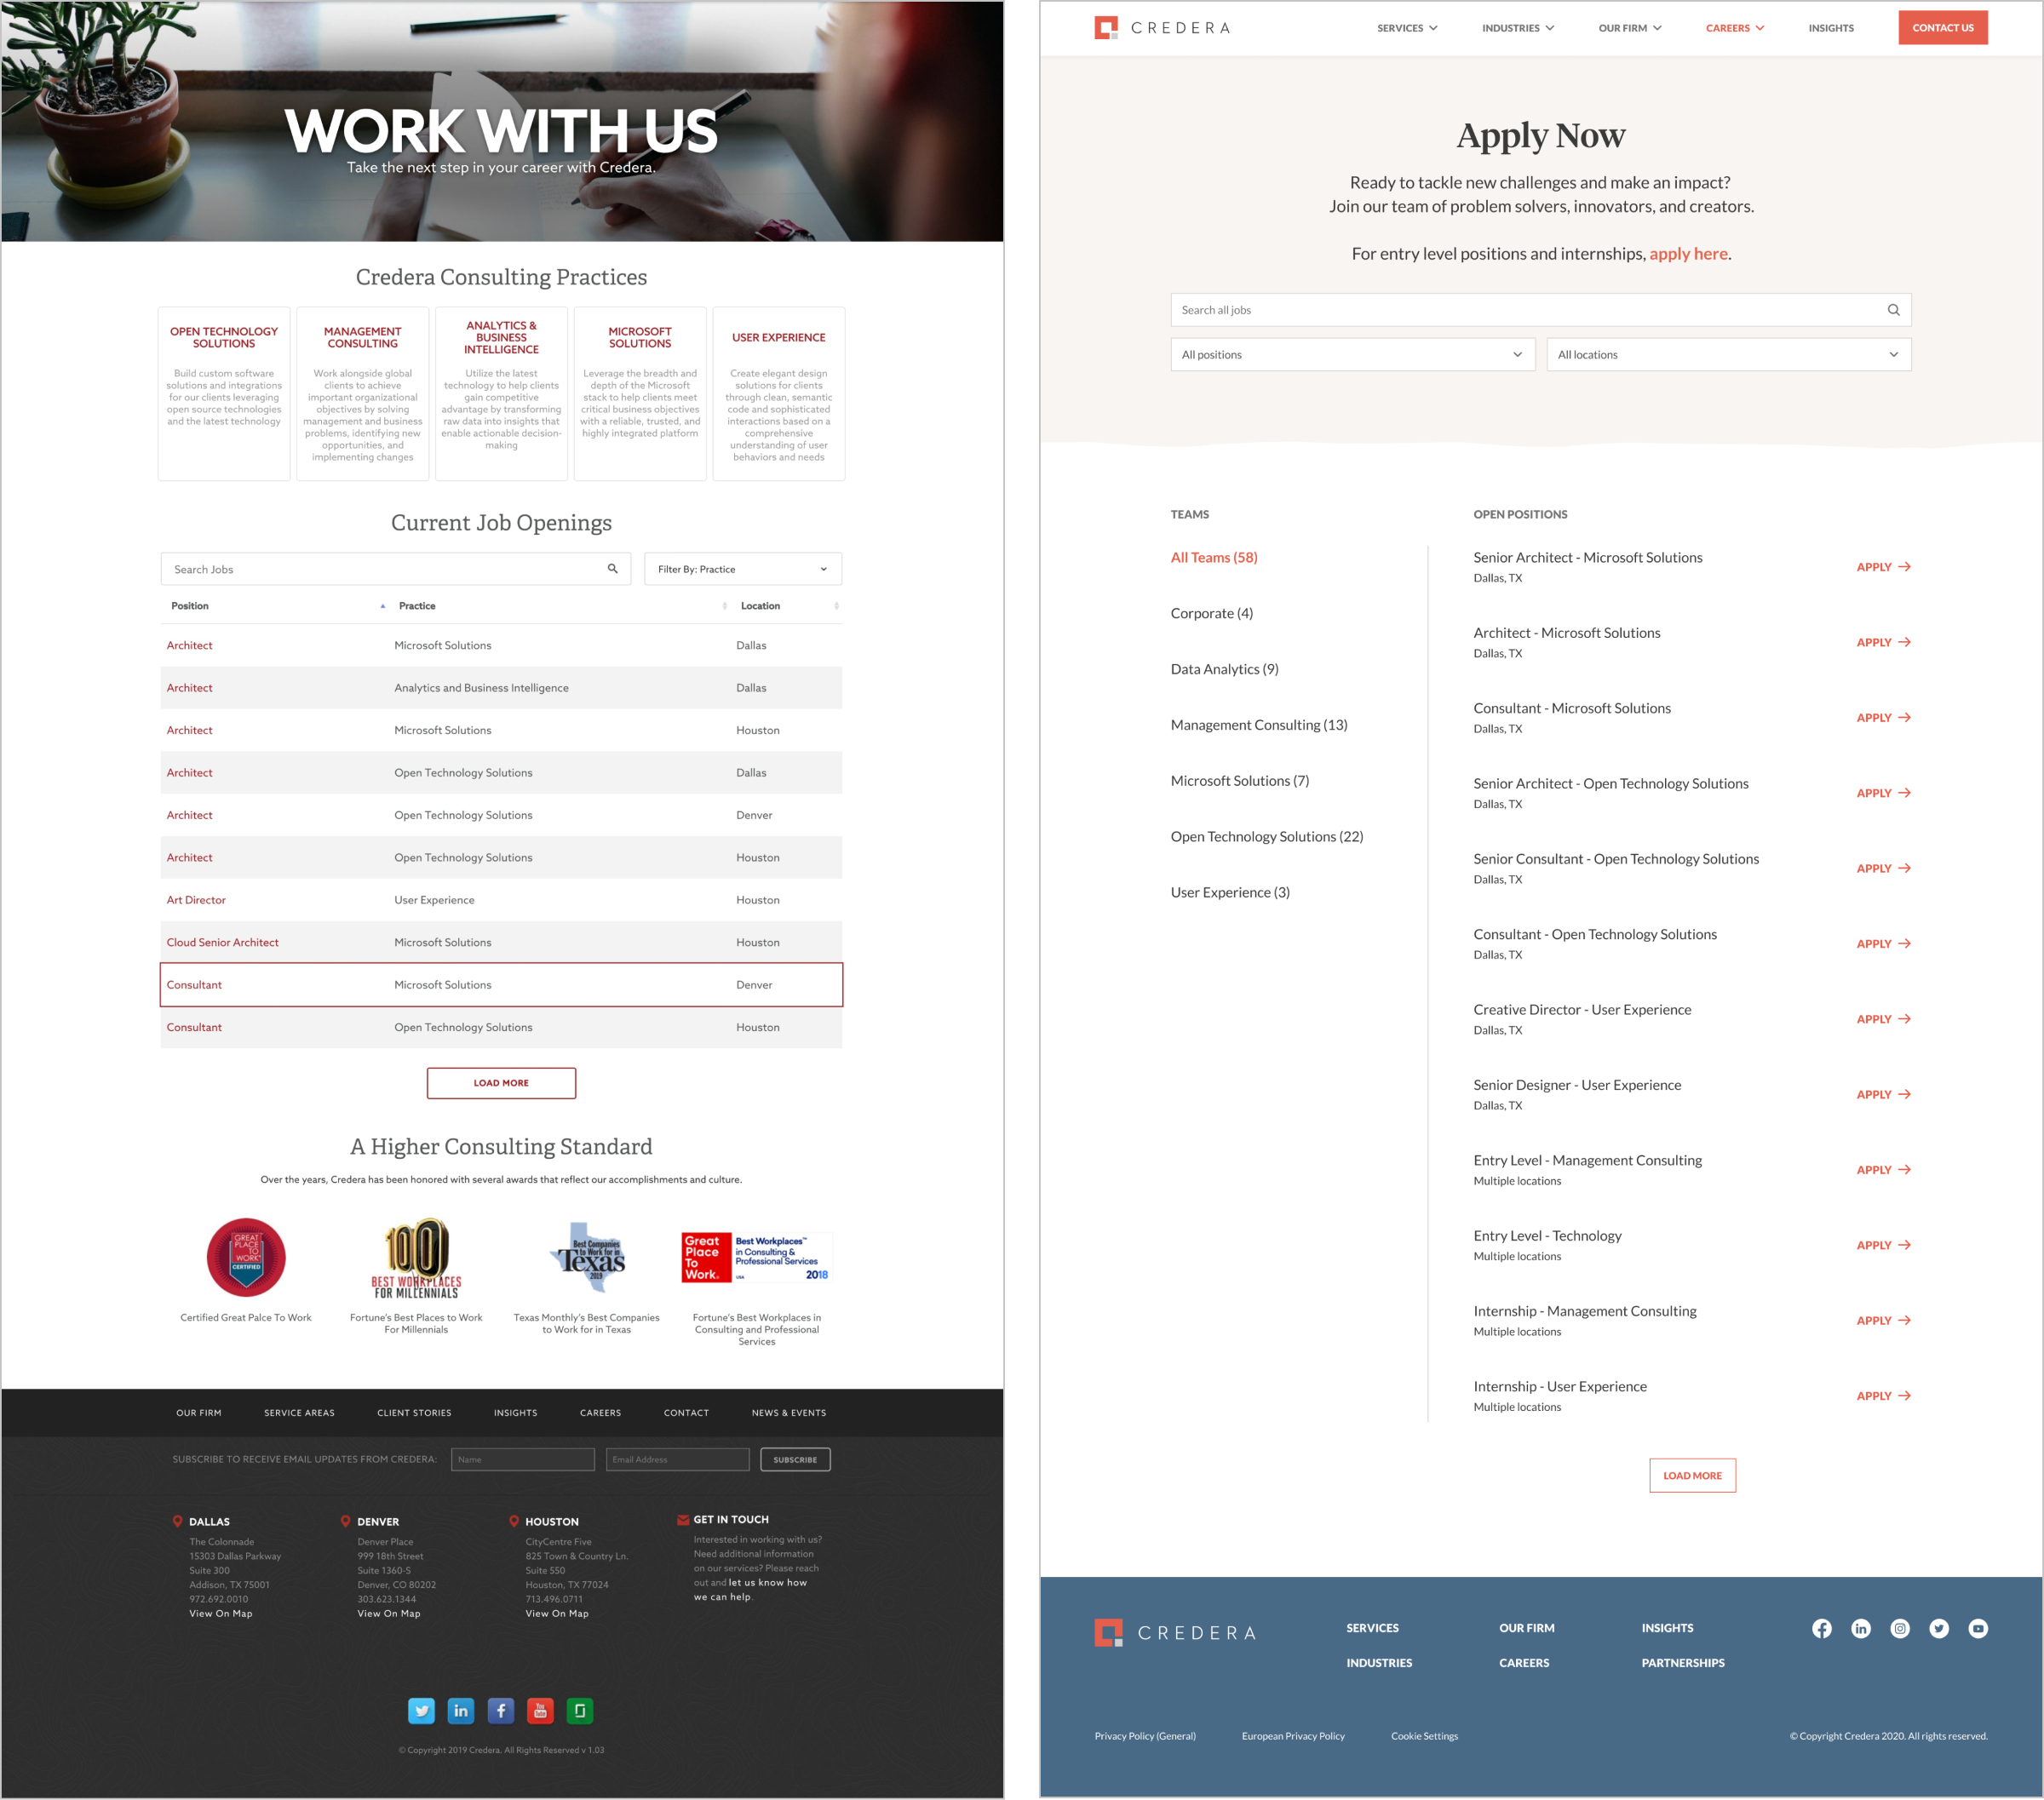 WORK WITH US
Take the next step in your career with Credera.
Credera Consulting Practices
OPEN TECHNOLOGY
SOLUTIONS
Build custom software
solutions and integrations
for our clients leveraging
open source technologies
and the latest technology
MANAGEMENT
CONSULTING
Work alongside global
clients to achieve
important organizational
objectives by solving
management and business
problems, identifying new
opportunities, and
implementing changes
ANALYTICS &
BUSINESS
INTELLIGENCE
Utilize the latest
technology to help clients
gain competitive
advantage by transforming
raw data into insights that
enable actionable decision-
making
MICROSOFT
SOLUTIONS
Leverage the breadth and
depth of the Microsoft
stack to help clients meet
critical business objectives
with a reliable, trusted, and
highly integrated platform
USER EXPERIENCE
Create elegant design
solutions for clients
through clean, semantic
code and sophisticated
interactions based on a
comprehensive
understanding of user
behaviors and needs
Current Job Openings
Search Jobs
Filter By: Practice
Position Practice Location
Architect Microsoft Solutions Dallas
Architect Analytics and Business Intelligence Dallas
Architect Microsoft Solutions Houston
Architect Open Technology Solutions Dallas
Architect Open Technology Solutions Denver
Architect Open Technology Solutions Houston
Art Director User Experience Houston
Cloud Senior Architect Microsoft Solutions Houston
Consultant Microsoft Solutions Denver
Consultant Open Technology Solutions Houston
LOAD MORE
A Higher Consulting Standard
Over the years, Credera has been honored with several awards that reflect our accomplishments and culture.
GREAT
PLACE
TO
WORK
CERTIFIED
Certified Great Palce To Work
100
BEST WORKPLACES
FOR MILLENNIALS
Fortune's Best Places to Work
For Millennials
Best Companies
to Work for in
Texas
2019
Texas Monthly's Best Companies
to Work for in Texas
Great
Place
To
Work.
Best Workplaces™
in Consulting &
Professional Services
USA
2018
Fortune's Best Workplaces in
Consulting and Professional
Services
OUR FIRM SERVICE AREAS CLIENT STORIES INSIGHTS CAREERS CONTACT NEWS & EVENTS
SUBSCRIBE TO RECEIVE EMAIL UPDATES FROM CREDERA: Name Email Address SUBSCRIBE
DALLAS
The Colonnade
15303 Dallas Parkway
Suite 300
Addison, TX 75001
972.692.0010
View On Map
DENVER
Denver Place
999 18th Street
Suite 1360-S
Denver, CO 80202
303.623.1344
View On Map
HOUSTON
CityCentre Five
825 Town & Country Ln.
Suite 550
Houston, TX 77024
713.496.0711
View On Map
GET IN TOUCH
Interested in working with us?
Need additional information
on our services? Please reach
out and let us know how
we can help.
in
f
You
Tube
© Copyright 2019 Credera. All Rights Reserved v 1.03
CREDERA
SERVICES INDUSTRIES OUR FIRM CAREERS INSIGHTS CONTACT US
Apply Now
Ready to tackle new challenges and make an impact?
Join our team of problem solvers, innovators, and creators.
For entry level positions and internships, apply here.
Search all jobs
All positions
All locations
TEAMS
All Teams (58)
Corporate (4)
Data Analytics (9)
Management Consulting (13)
Microsoft Solutions (7)
Open Technology Solutions (22)
User Experience (3)
OPEN POSITIONS
Senior Architect - Microsoft Solutions
Dallas, TX
APPLY
Architect - Microsoft Solutions
Dallas, TX
APPLY
Consultant - Microsoft Solutions
Dallas, TX
APPLY
Senior Architect - Open Technology Solutions
Dallas, TX
APPLY
Senior Consultant - Open Technology Solutions
Dallas, TX
APPLY
Consultant - Open Technology Solutions
Dallas, TX
APPLY
Creative Director - User Experience
Dallas, TX
APPLY
Senior Designer - User Experience
Dallas, TX
APPLY
Entry Level - Management Consulting
Multiple locations
APPLY
Entry Level - Technology
Multiple locations
APPLY
Internship - Management Consulting
Multiple locations
APPLY
Internship - User Experience
Multiple locations
APPLY
LOAD MORE
CREDERA
SERVICES OUR FIRM INSIGHTS
INDUSTRIES CAREERS PARTNERSHIPS
in
Privacy Policy (General) European Privacy Policy Cookie Settings
© Copyright Credera 2020. All rights reserved.